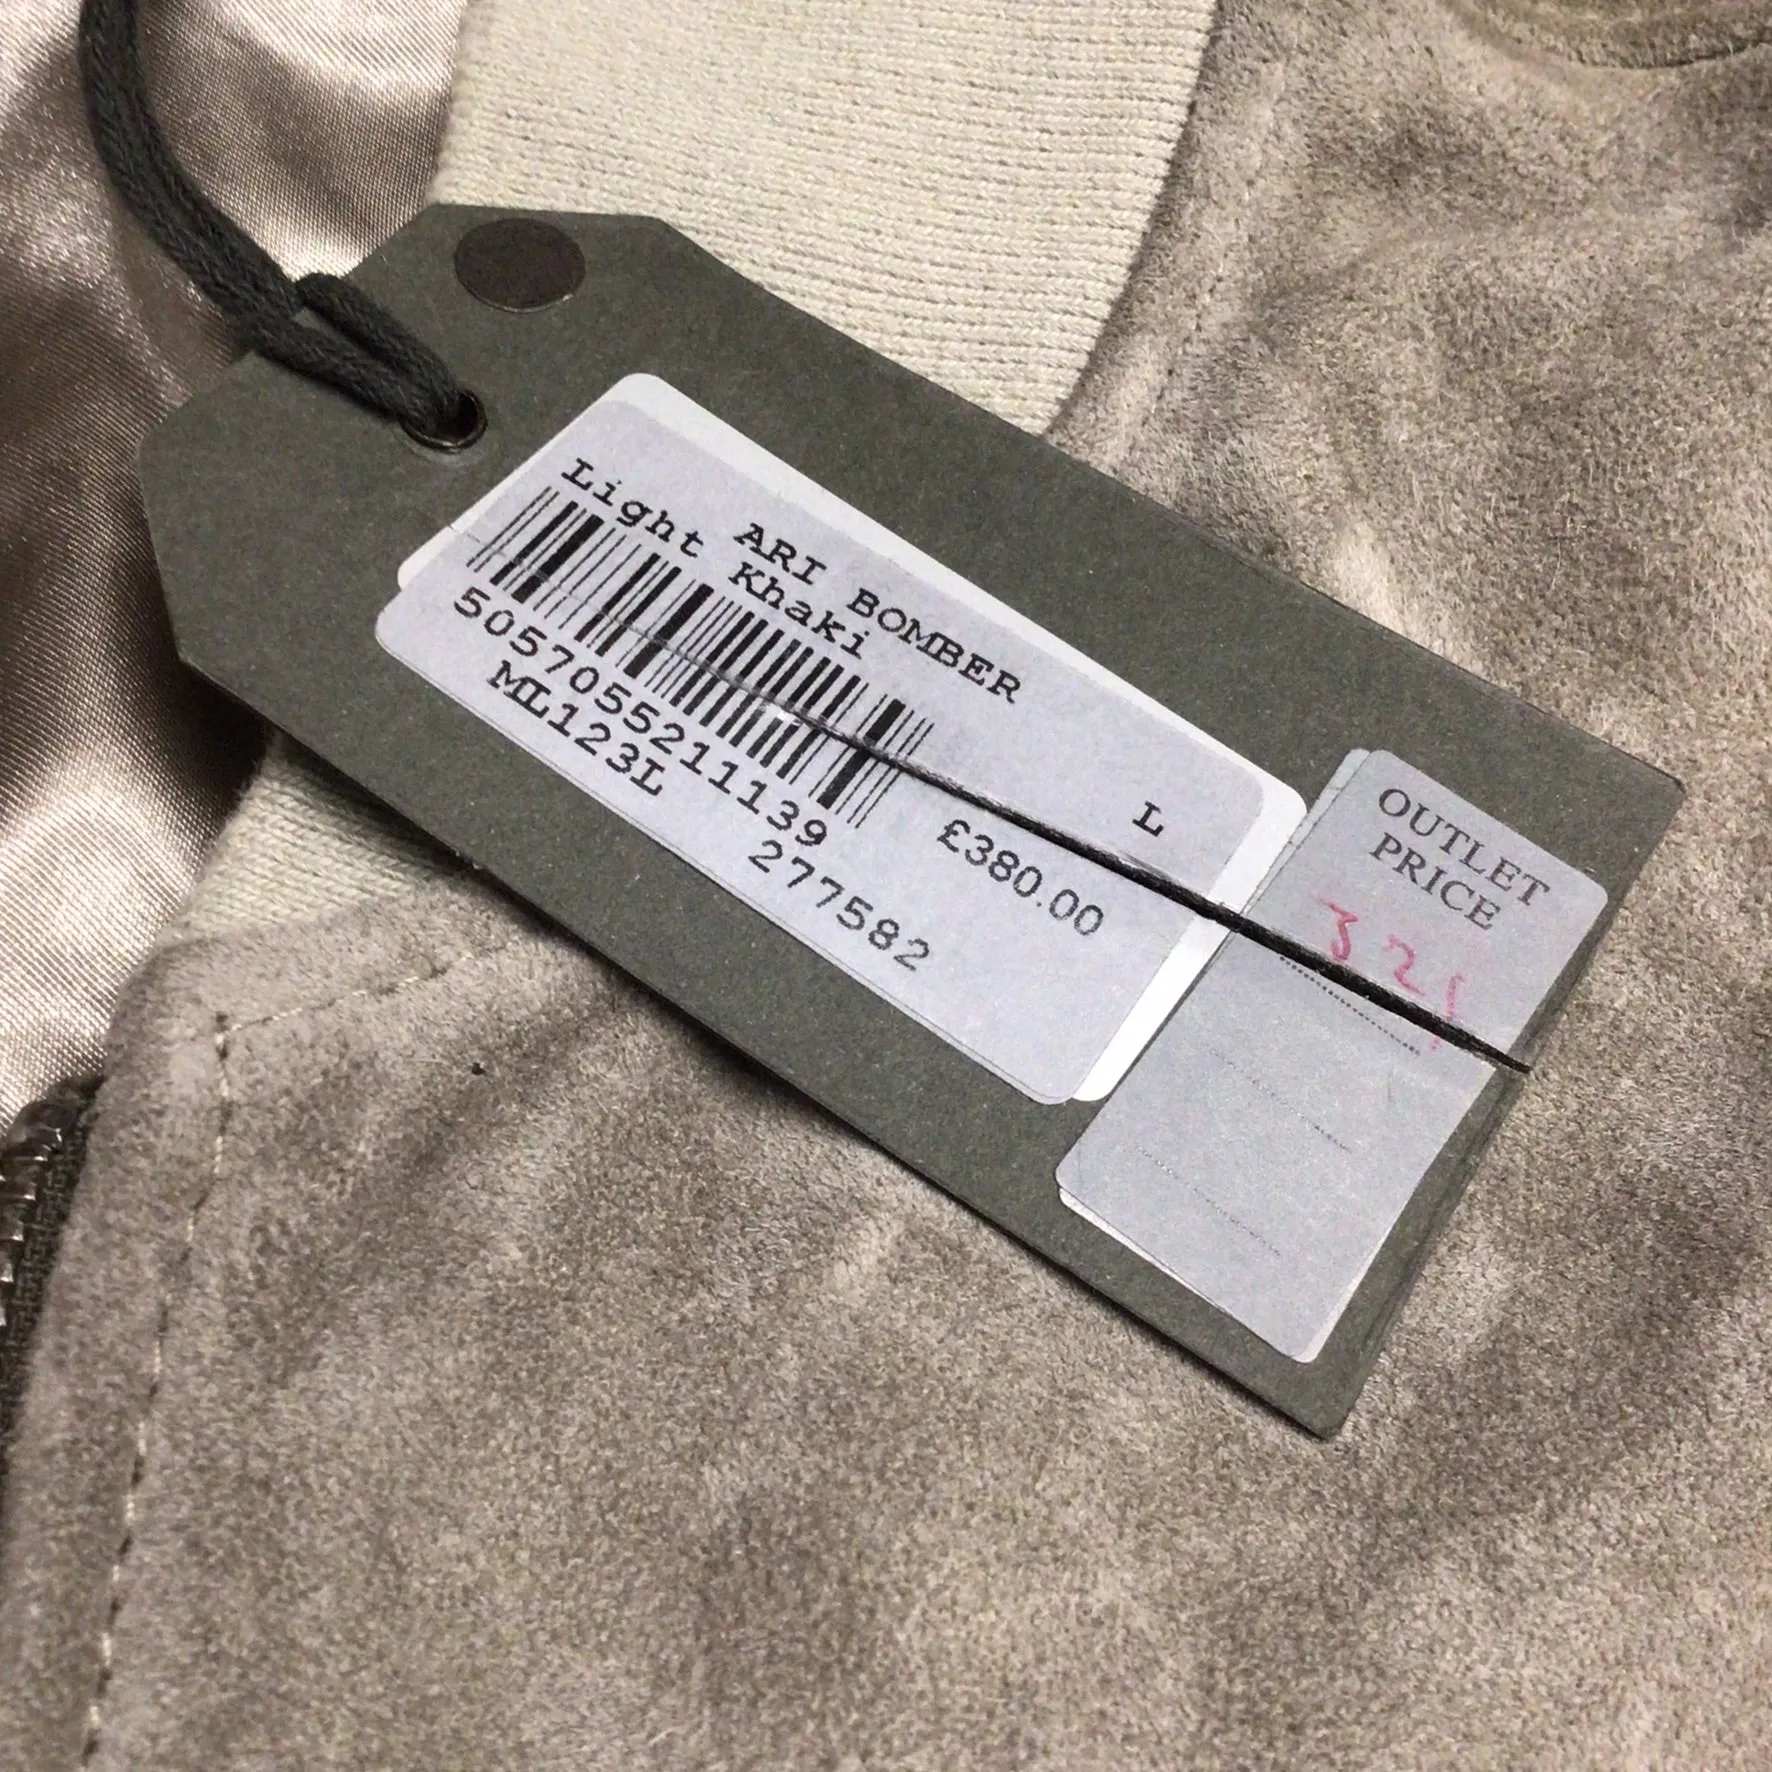 ARI BOMBER
Light Khaki
L
5057055211139
£380.00
ML123L
277582
OUTLET
PRICE
321